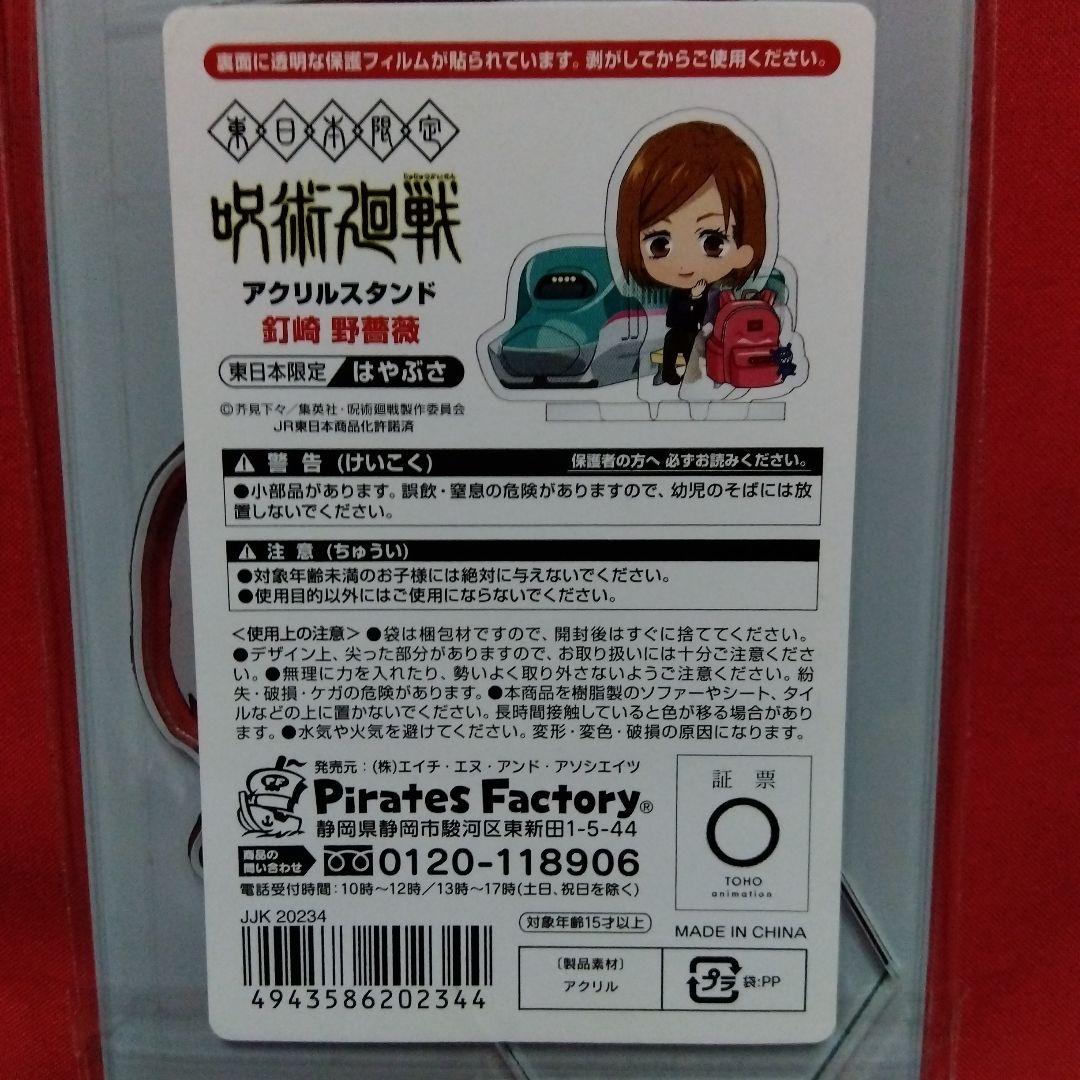 裏面に透明な保護フィルムが貼られています。剥がしてからご使用ください。
東日本限定
じゅじゅつかいせん
呪術廻戦
アクリルスタンド
釘崎 野薔薇
東日本限定 はやぶさ
©芥見下々／集英社・呪術廻戦製作委員会
JR東日本商品化許諾済
警 告 (けいこく) 保護者の方へ 必ずお読みください。
●小部品があります。誤飲・窒息の危険がありますので、幼児のそばには放
置しないでください。
注 意 (ちゅうい)
●対象年齢未満のお子様には絶対に与えないでください。
●使用目的以外にはご使用にならないでください。
＜使用上の注意＞●袋は梱包材ですので、開封後はすぐに捨ててください。
●デザイン上、尖った部分がありますので、お取り扱いには十分ご注意くださ
い。●無理に力を入れたり、勢いよく取り外さないようご注意ください。紛
失・破損・ケガの危険があります。●本商品を樹脂製のソファーやシート、タイ
ルなどの上に置かないでください。長時間接触していると色が移る場合があり
ます。●水気や火気を避けてください。変形・変色・破損の原因になります。
発売元：(株)エイチ・エヌ・アンド・アソシエイツ
Pirates Factory®
静岡県静岡市駿河区東新田1-5-44
商品の
問い合わせ
0120-118906
電話受付時間：10時～12時／13時～17時(土日、祝日を除く)
証 票
TOHO
animation
JJK 20234
対象年齢15才以上
MADE IN CHINA
4943586202344
〔製品素材〕
アクリル
プラ
袋:PP